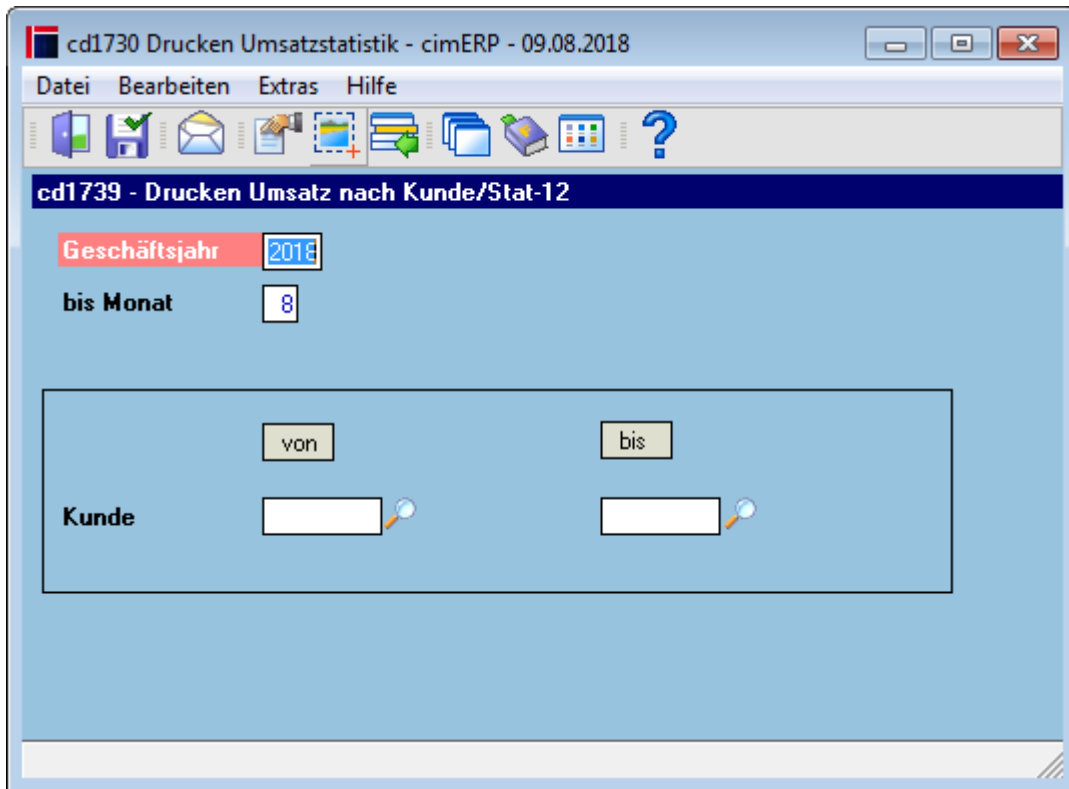 cd1730 Drucken Umsatzstatistik - cimERP - 09.08.2018
Datei Bearbeiten Extras Hilfe
cd1739 - Drucken Umsatz nach Kunde/Stat-12
Geschäftsjahr 2018
bis Monat 8
von bis
Kunde